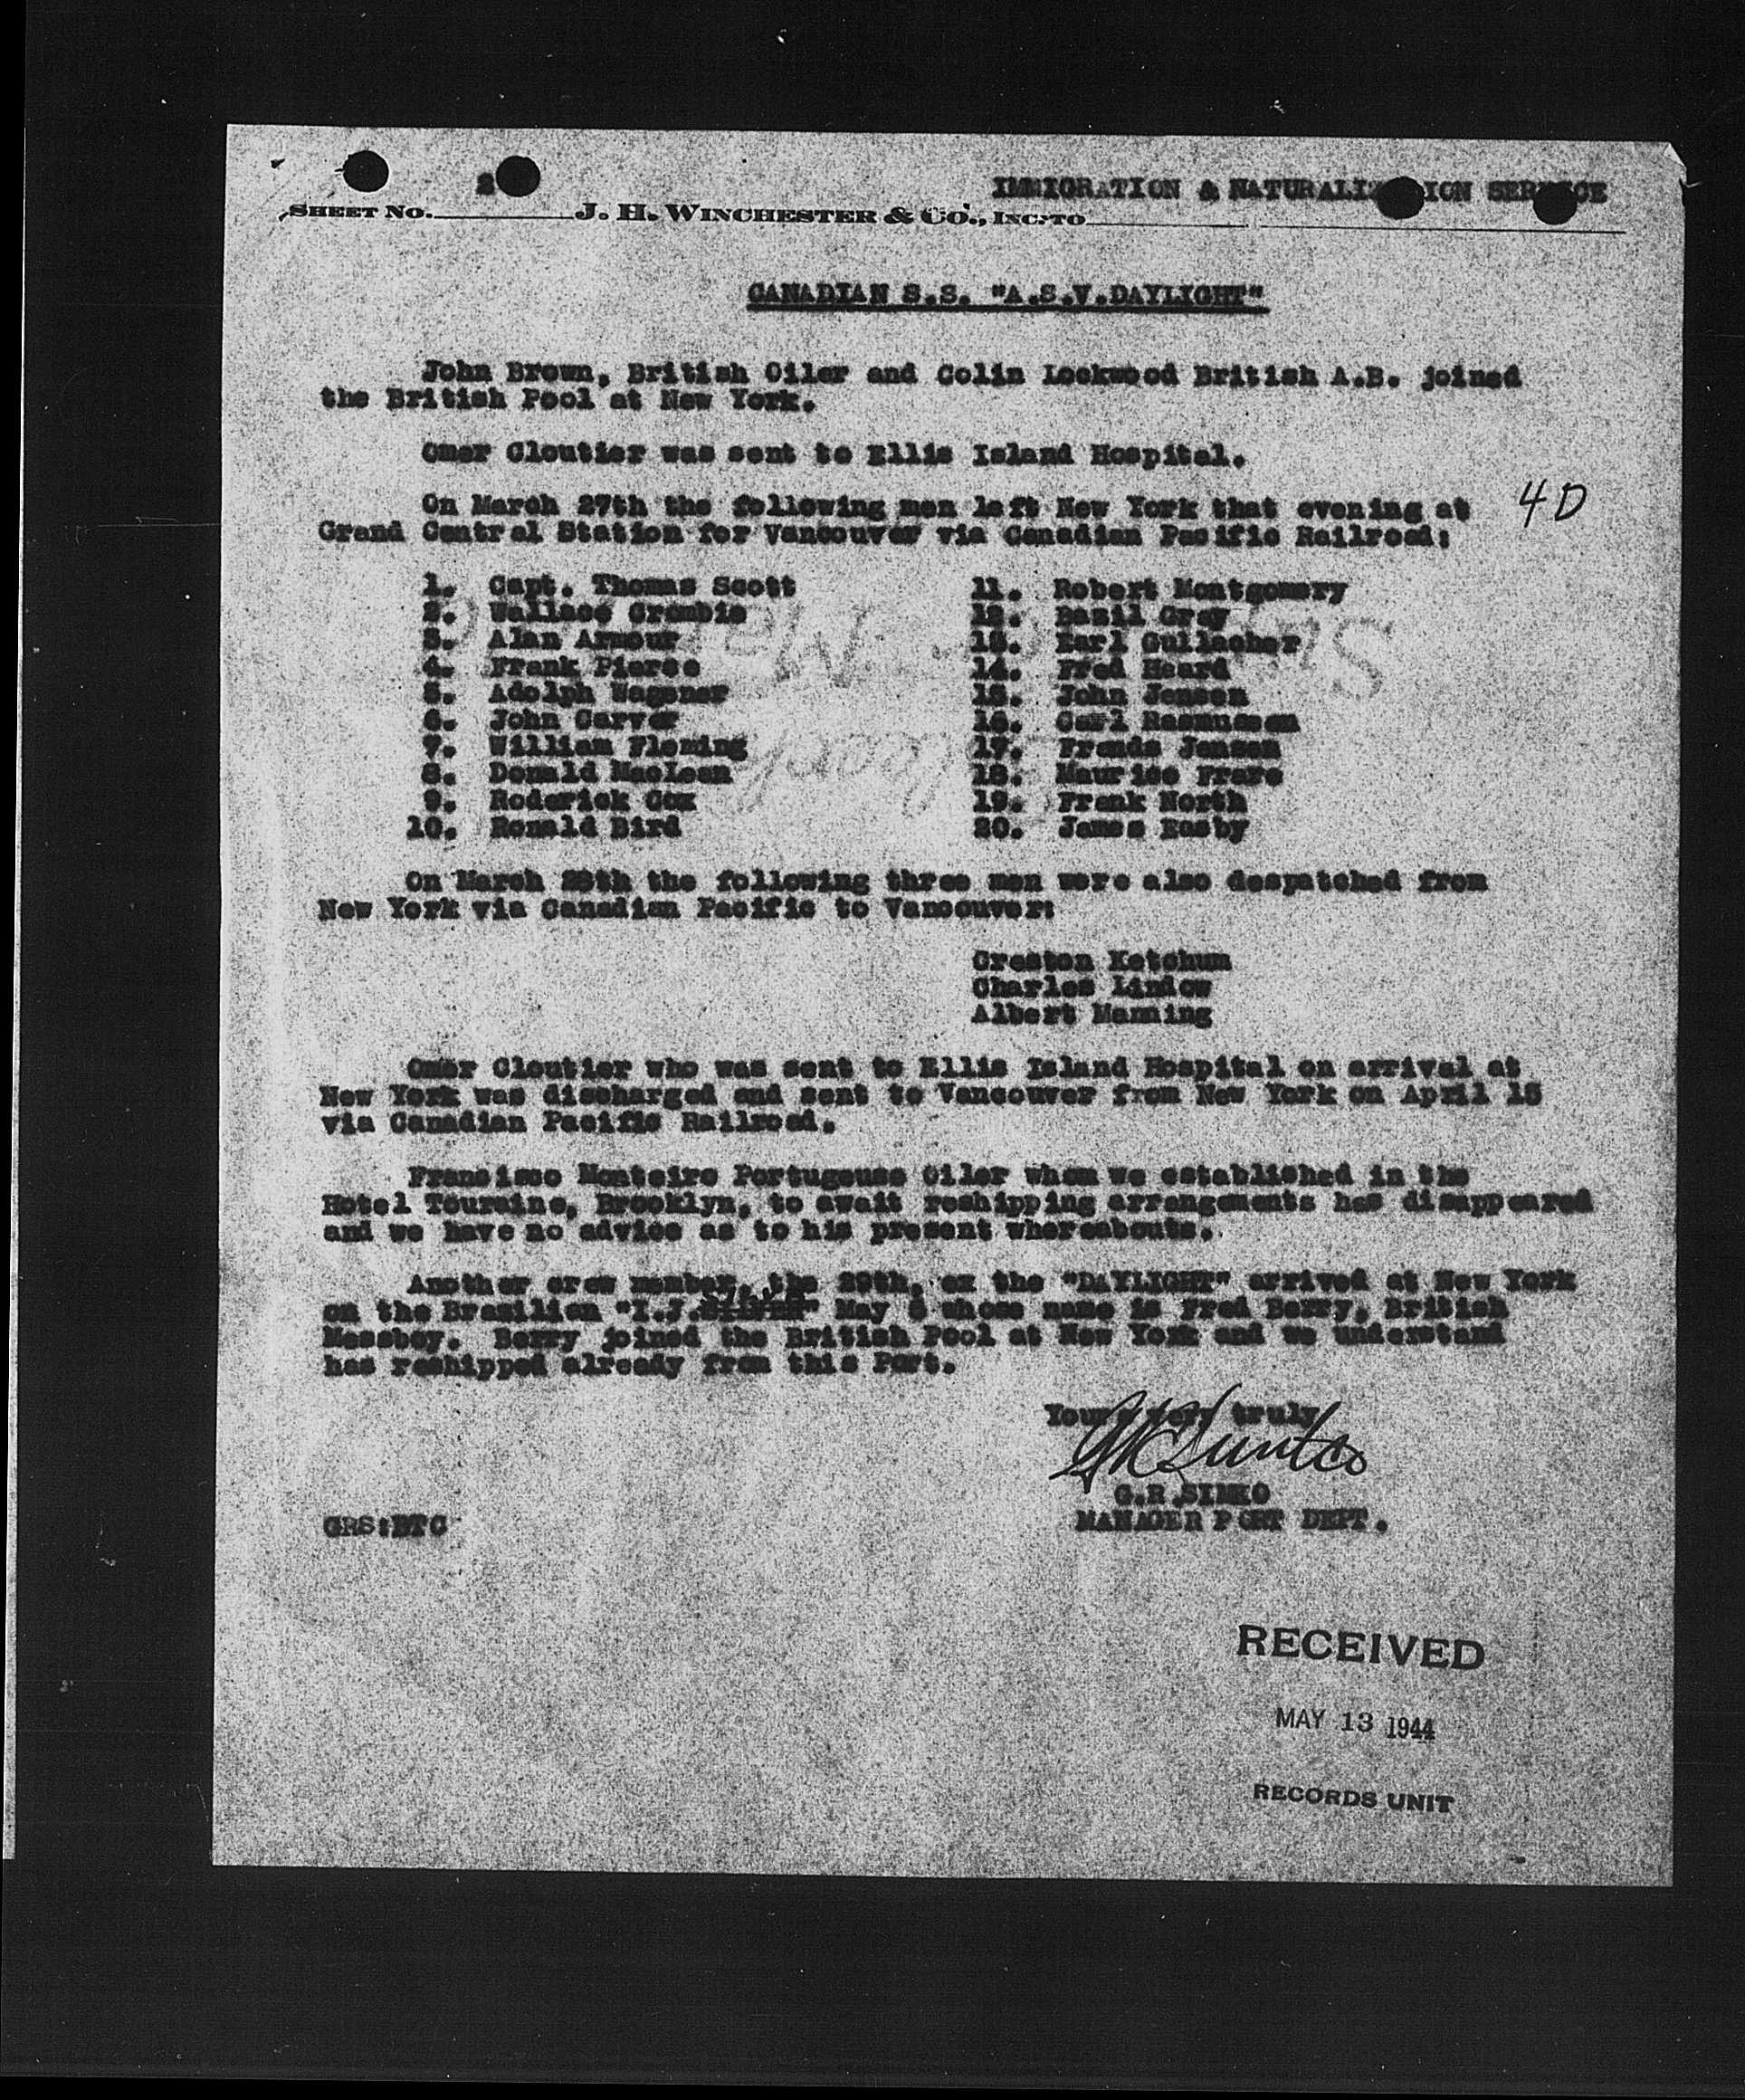 2 IMMIGRATION & NATURALIZATION SERVICE
SHEET NO. J. H. WINCHESTER & CO., INC. TO
CANADIAN S.S. "A.S.V.DAYLIGHT"
John Brown, British Oiler and Colin Lockwood British A.B. joined
the British Pool at New York.
Omer Cloutier was sent to Ellis Island Hospital.
On March 27th the following men left New York that evening at
4D
Grand Central Station for Vancouver via Canadian Pacific Railroad:
1. Capt. Thomas Scott
2. Wallace Crombie
3. Alan Armour
4. Frank Pierce
5. Adolph Wagoner
6. John Carver
7. William Fleming
8. Donald MacLean
9. Roderick Cox
10. Ronald Bird
11. Robert Montgomery
12. Basil Gray
13. Earl Gullacher
14. Fred Heard
15. John Jensen
16. Carl Rasmussen
17. Jensen
18. Maurice Frare
19. Frank North
20. James Easby
On March 28th the following three men were also despatched from
New York via Canadian Pacific to Vancouver:
Creston Ketchum
Charles Lindow
Albert Manning
Omer Cloutier who was sent to Ellis Island Hospital on arrival at
New York was discharged and sent to Vancouver from New York on April 15
via Canadian Pacific Railroad.
Fransisco Monteiro Portugeuse Oiler whom we established in the
Hotel Touraine, Brooklyn, to await reshipping arrangements has disappeared
and we have no advice as to his present whereabouts.
Another crew member, the 29th, ex the "DAYLIGHT" arrived at New York
on the Brasilian "I.J. May 6 whose name is Fred Berry, British
Messboy. Berry joined the British Pool at New York and we understand
has reshipped already from this Port.
Yours very truly
G.R.SIMKO
GRS:BTC MANAGER PORT DEPT.
RECEIVED
MAY 13 1944
RECORDS UNIT